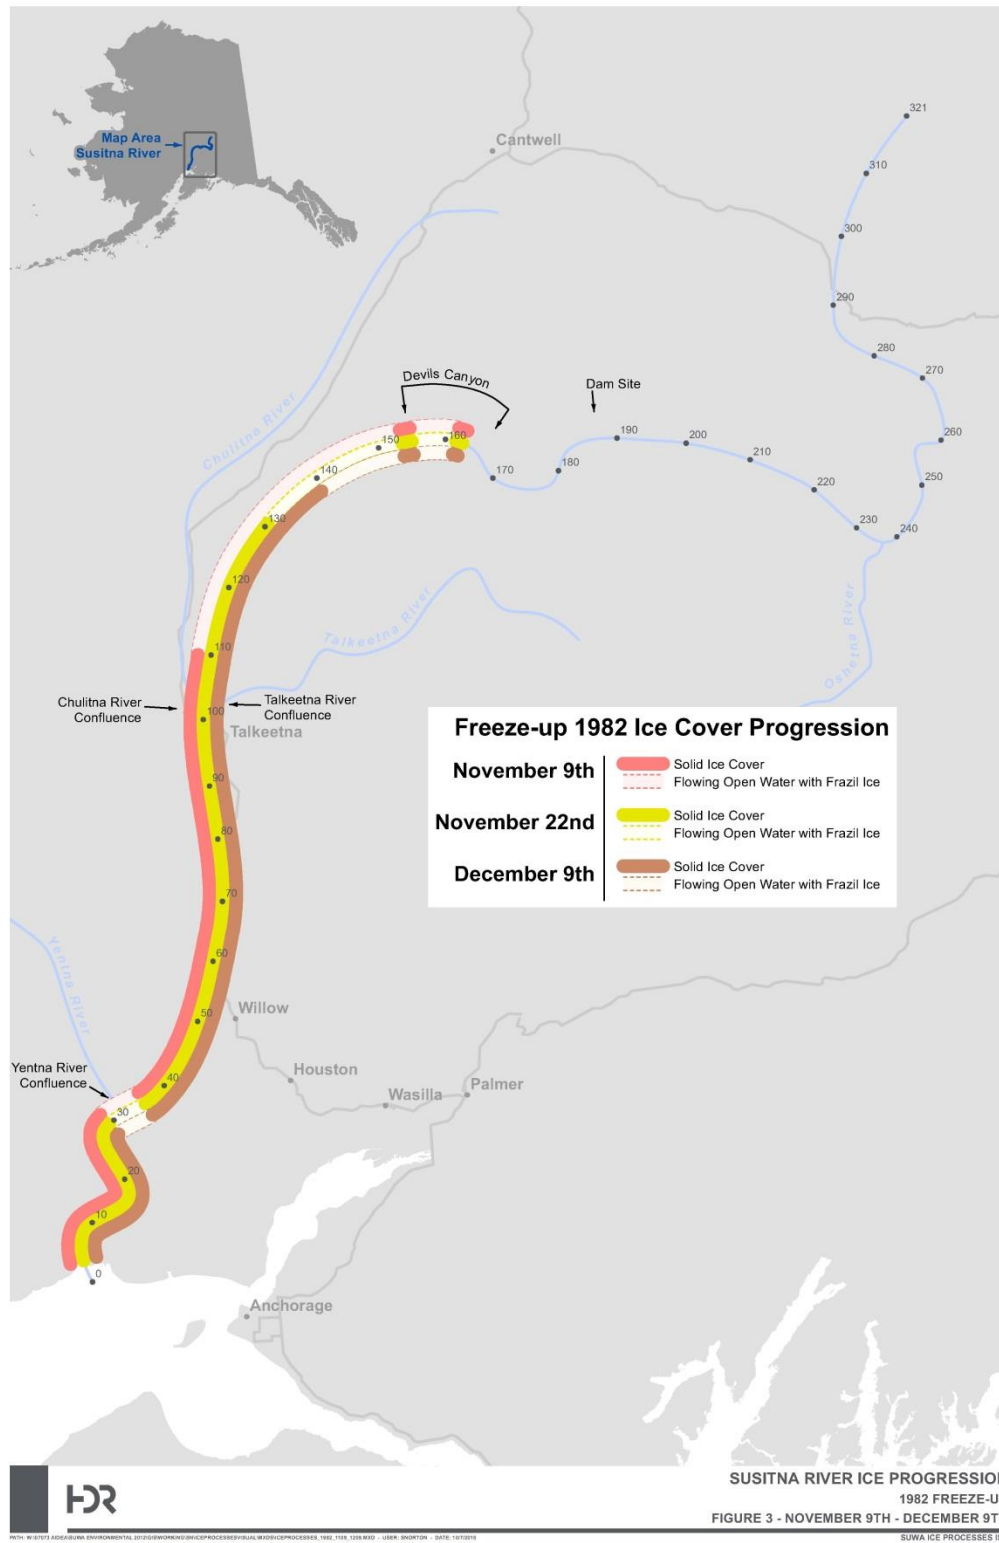 Map Area
Susitna River
Cantwell
321
310
300
290
280
270
260
250
240
230
220
210
200
190
180
170
160
150
140
130
120
110
100
90
80
70
60
50
40
30
20
10
0
Devils Canyon
Dam Site
Chulitna River
Talkeetna River
Oshetna River
Chulitna River
Confluence
Talkeetna River
Confluence
Talkeetna
Freeze-up 1982 Ice Cover Progression
November 9th
Solid Ice Cover
Flowing Open Water with Frazil Ice
November 22nd
Solid Ice Cover
Flowing Open Water with Frazil Ice
December 9th
Solid Ice Cover
Flowing Open Water with Frazil Ice
Yentna River
Willow
Houston
Wasilla
Palmer
Yentna River
Confluence
Anchorage
HDR
SUSITNA RIVER ICE PROGRESSION
1982 FREEZE-U
FIGURE 3 - NOVEMBER 9TH - DECEMBER 9T
SUWA ICE PROCESSES